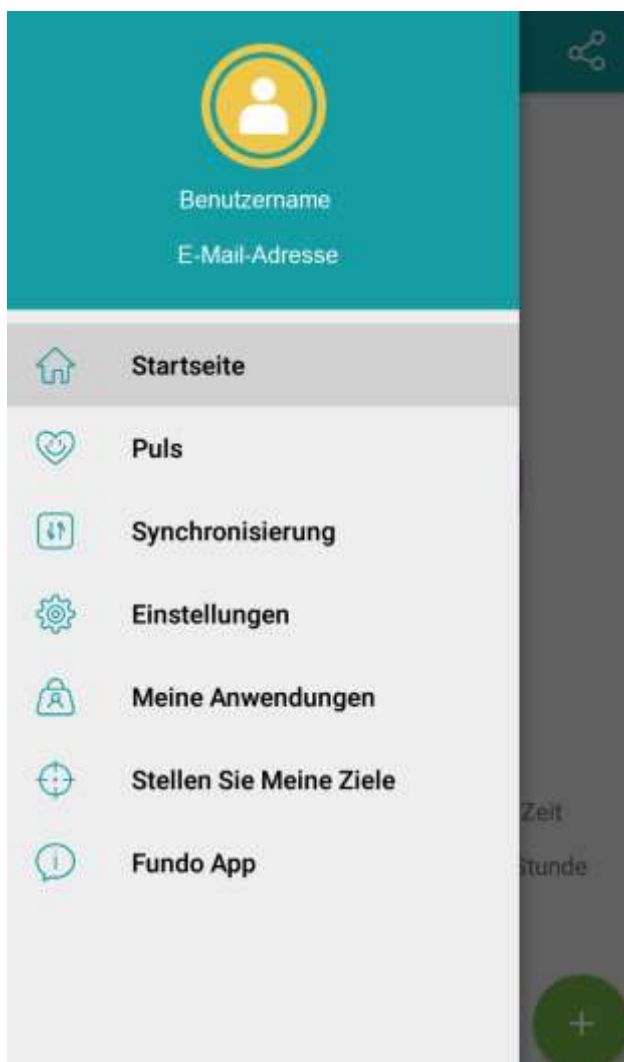 Benutzername
E-Mail-Adresse
Startseite
Puls
Synchronisierung
Einstellungen
Meine Anwendungen
Stellen Sie Meine Ziele
Zeit
Fundo App
Stunde